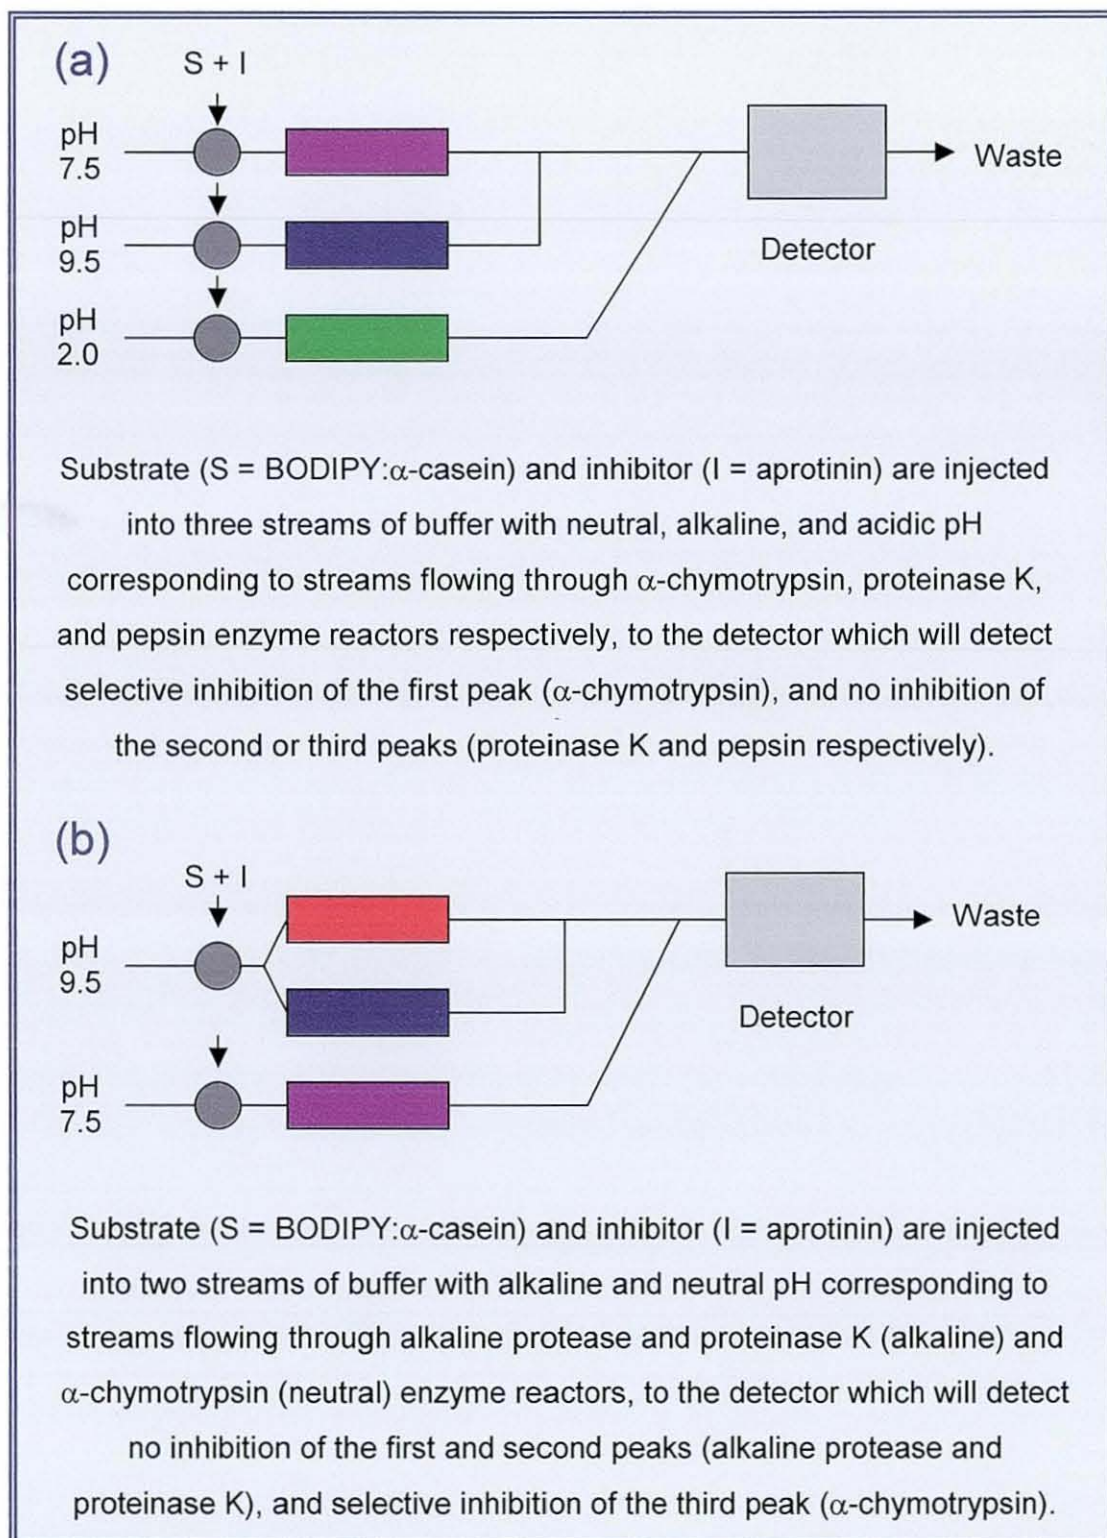 (a)
S + I
pH
7.5
Waste
pH
9.5
Detector
pH
2.0
Substrate (S = BODIPY:α-casein) and inhibitor (I = aprotinin) are injected
into three streams of buffer with neutral, alkaline, and acidic pH
corresponding to streams flowing through α-chymotrypsin, proteinase K,
and pepsin enzyme reactors respectively, to the detector which will detect
selective inhibition of the first peak (α-chymotrypsin), and no inhibition of
the second or third peaks (proteinase K and pepsin respectively).
(b)
S + I
Waste
pH
9.5
Detector
pH
7.5
Substrate (S = BODIPY:α-casein) and inhibitor (I = aprotinin) are injected
into two streams of buffer with alkaline and neutral pH corresponding to
streams flowing through alkaline protease and proteinase K (alkaline) and
α-chymotrypsin (neutral) enzyme reactors, to the detector which will detect
no inhibition of the first and second peaks (alkaline protease and
proteinase K), and selective inhibition of the third peak (α-chymotrypsin).